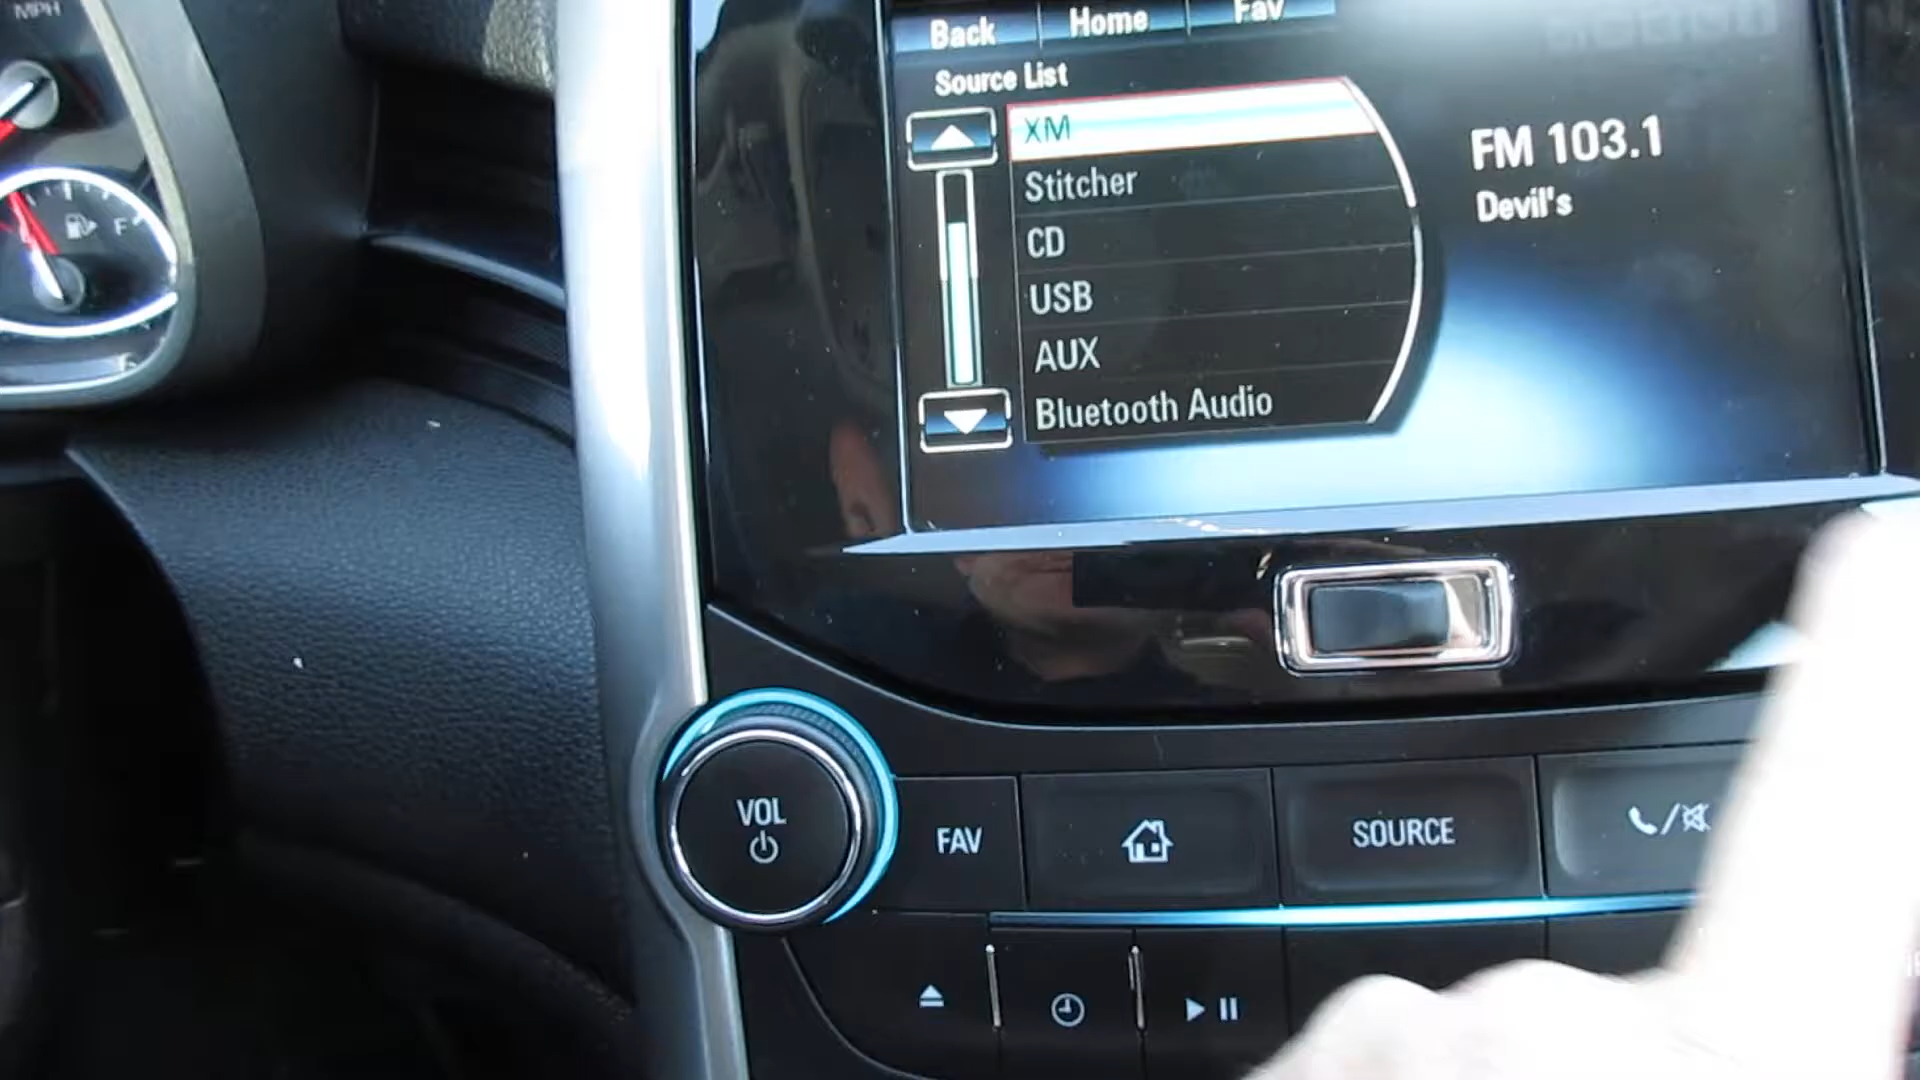 MPH
F
Back Home Fav
Source List
XM
Stitcher
CD
USB
AUX
Bluetooth Audio
FM 103.1
Devil's
VOL
FAV
SOURCE